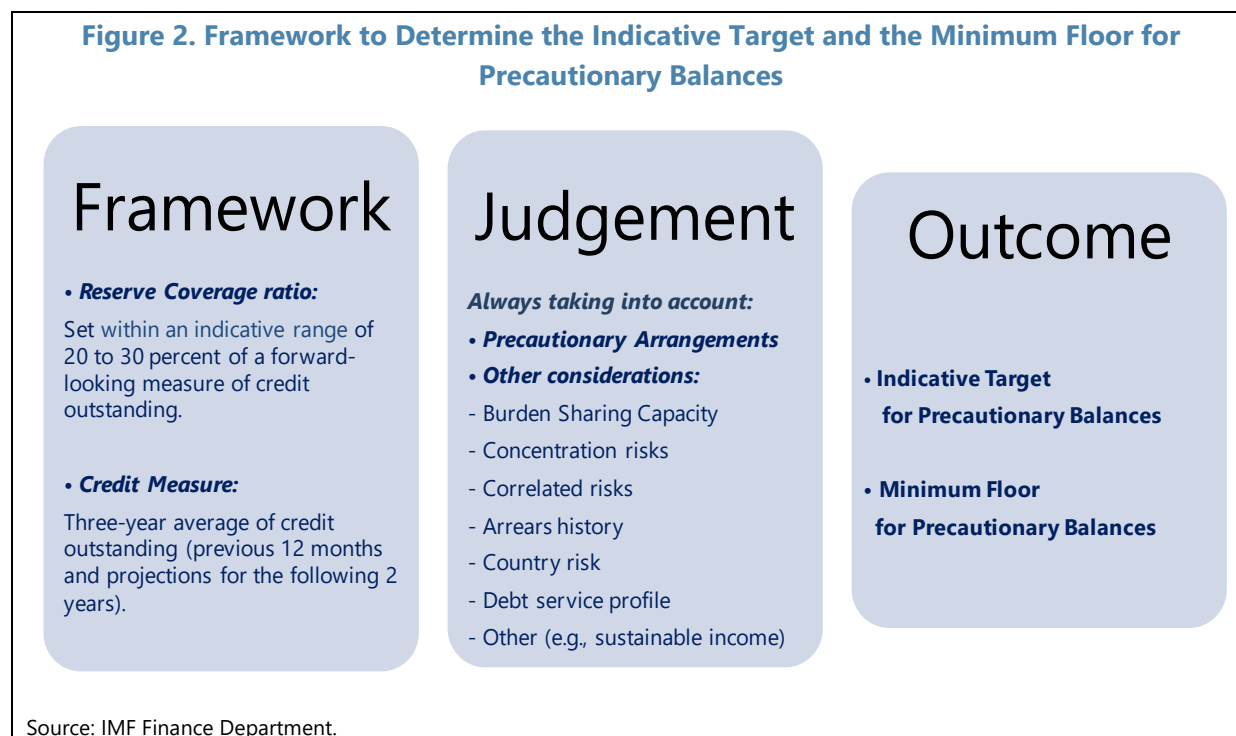 Figure 2. Framework to Determine the Indicative Target and the Minimum Floor for
Precautionary Balances
Framework
• Reserve Coverage ratio:
Set within an indicative range of
20 to 30 percent of a forward-
looking measure of credit
outstanding.
• Credit Measure:
Three-year average of credit
outstanding (previous 12 months
and projections for the following 2
years).
Judgement
Always taking into account:
• Precautionary Arrangements
• Other considerations:
- Burden Sharing Capacity
- Concentration risks
- Correlated risks
- Arrears history
- Country risk
- Debt service profile
- Other (e.g., sustainable income)
Outcome
• Indicative Target
for Precautionary Balances
• Minimum Floor
for Precautionary Balances
Source: IMF Finance Department.